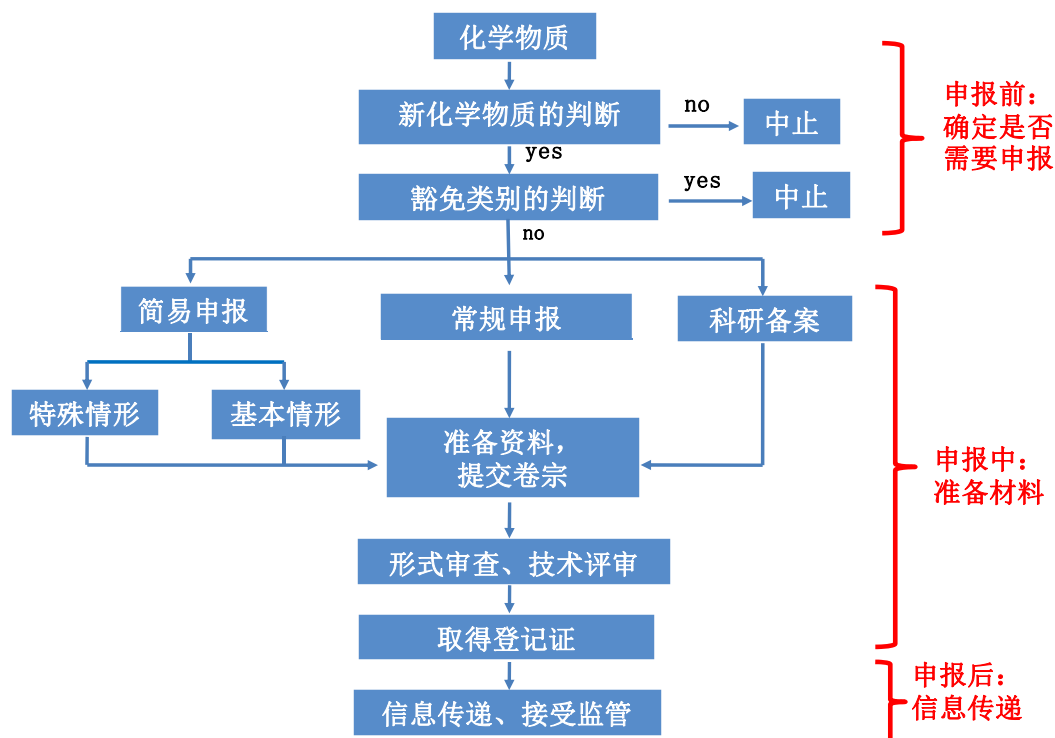 化学物质
新化学物质的判断
no
中止
yes
豁免类别的判断
yes
中止
no
申报前：
确定是否
需要申报
简易申报
常规申报
科研备案
特殊情形
基本情形
准备资料，
提交卷宗
申报中：
准备材料
形式审查、技术评审
取得登记证
信息传递、接受监管
申报后：
信息传递